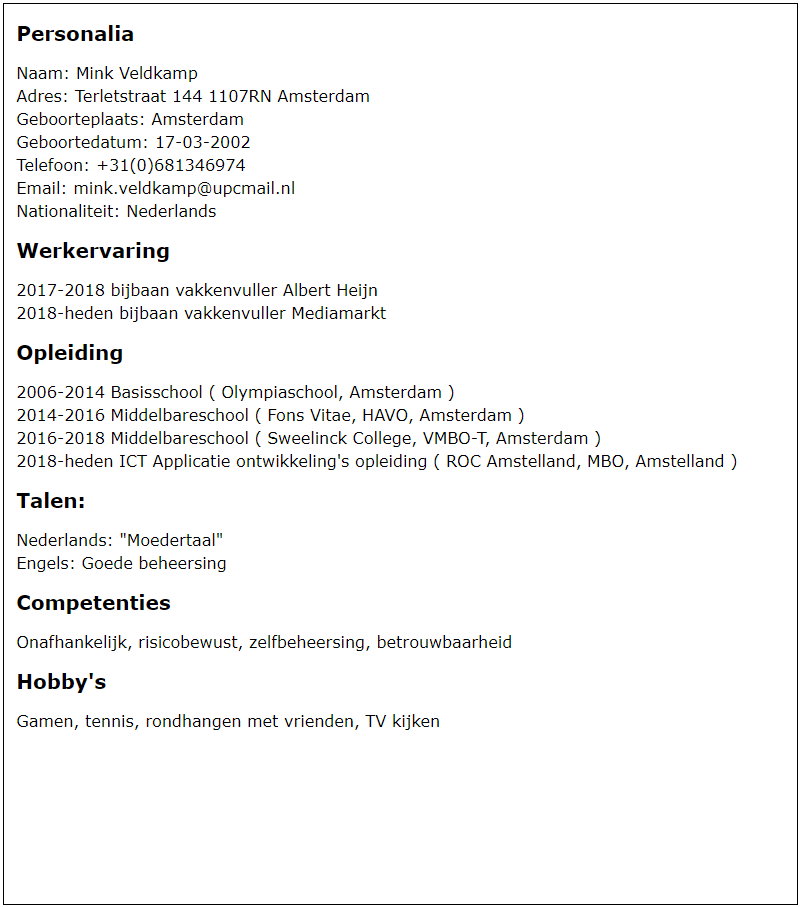 Personalia
Naam: Mink Veldkamp
Adres: Terletstraat 144 1107RN Amsterdam
Geboorteplaats: Amsterdam
Geboortedatum: 17-03-2002
Telefoon: +31(0)681346974
Email: mink.veldkamp@upcmail.nl
Nationaliteit: Nederlands
Werkervaring
2017-2018 bijbaan vakkenvuller Albert Heijn
2018-heden bijbaan vakkenvuller Mediamarkt
Opleiding
2006-2014 Basisschool ( Olympiaschool, Amsterdam )
2014-2016 Middelbareschool ( Fons Vitae, HAVO, Amsterdam )
2016-2018 Middelbareschool ( Sweelinck College, VMBO-T, Amsterdam )
2018-heden ICT Applicatie ontwikkeling's opleiding ( ROC Amstelland, MBO, Amstelland )
Talen:
Nederlands: "Moedertaal"
Engels: Goede beheersing
Competenties
Onafhankelijk, risicobewust, zelfbeheersing, betrouwbaarheid
Hobby's
Gamen, tennis, rondhangen met vrienden, TV kijken